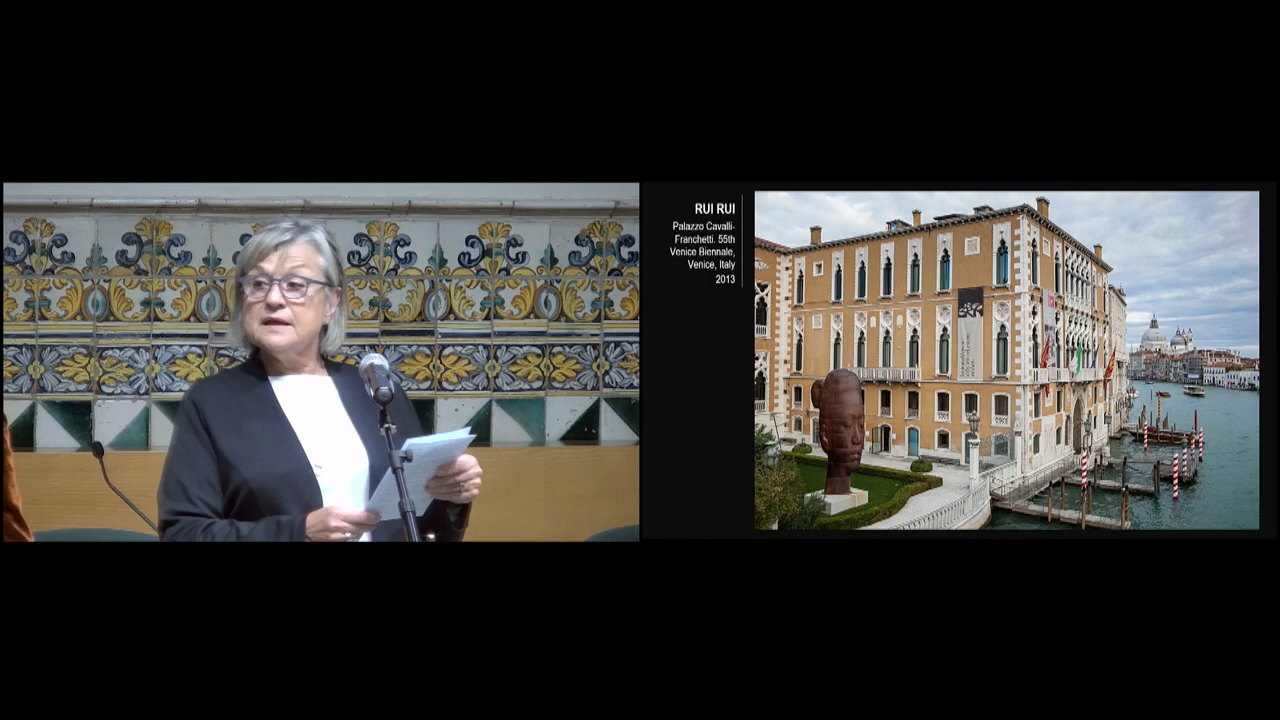 RUI RUI
Palazzo Cavalli-
Franchetti. 55th
Venice Biennale,
Venice, Italy
2013